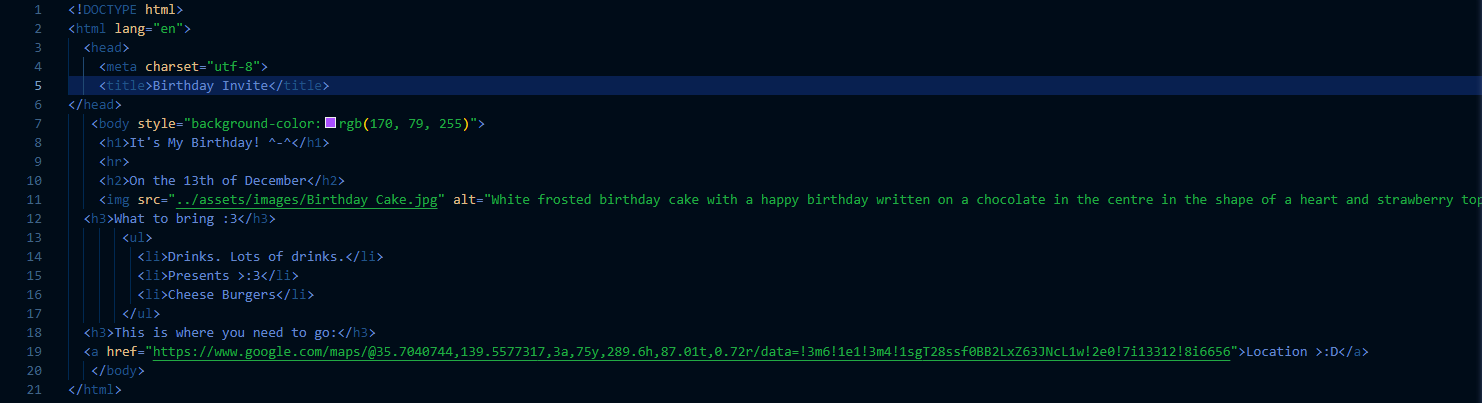 1 <!DOCTYPE html>
2 <html lang="en">
3 <head>
4 <meta charset="utf-8">
5 <title>Birthday Invite</title>
6 </head>
7 <body style="background-color: rgb(170, 79, 255)">
8 <h1>It's My Birthday! ^-^</h1>
9 <hr>
10 <h2>On the 13th of December</h2>
11 <img src="../assets/images/Birthday Cake.jpg" alt="White frosted birthday cake with a happy birthday written on a chocolate in the centre in the shape of a heart and strawberry top
12 <h3>What to bring :3</h3>
13 <ul>
14 <li>Drinks. Lots of drinks.</li>
15 <li>Presents >:3</li>
16 <li>Cheese Burgers</li>
17 </ul>
18 <h3>This is where you need to go:</h3>
19 <a href="https://www.google.com/maps/@35.7040744,139.5577317,3a,75y,289.6h,87.01t,0.72r/data=!3m6!1e1!3m4!1sgT28ssf0BB2LxZ63JNcL1w!2e0!7i13312!8i6656">Location >:D</a>
20 </body>
21 </html>